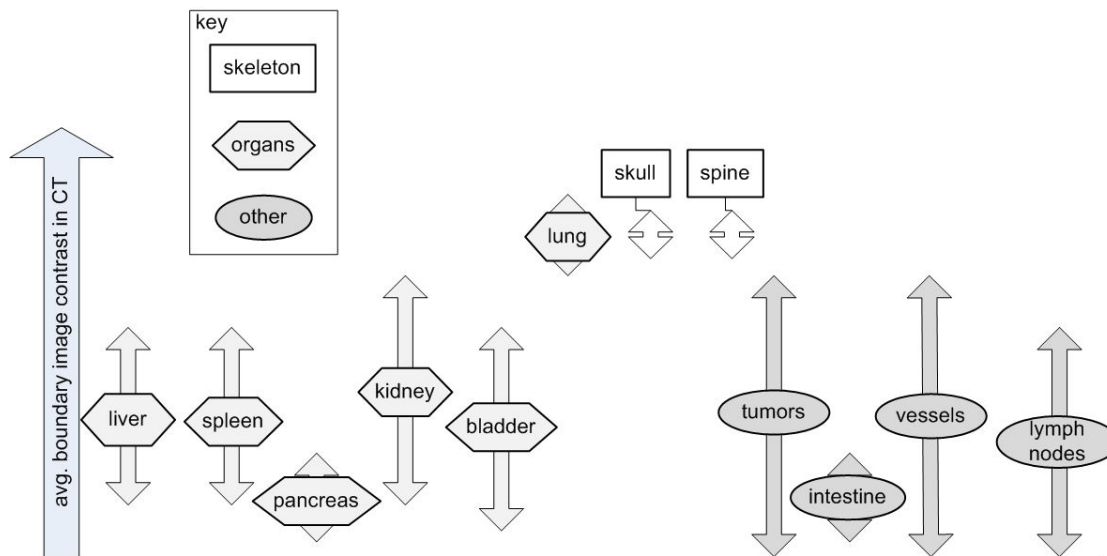 key
skeleton
organs
other
avg. boundary image contrast in CT
skull
spine
lung
liver
spleen
pancreas
kidney
bladder
tumors
intestine
vessels
lymph
nodes